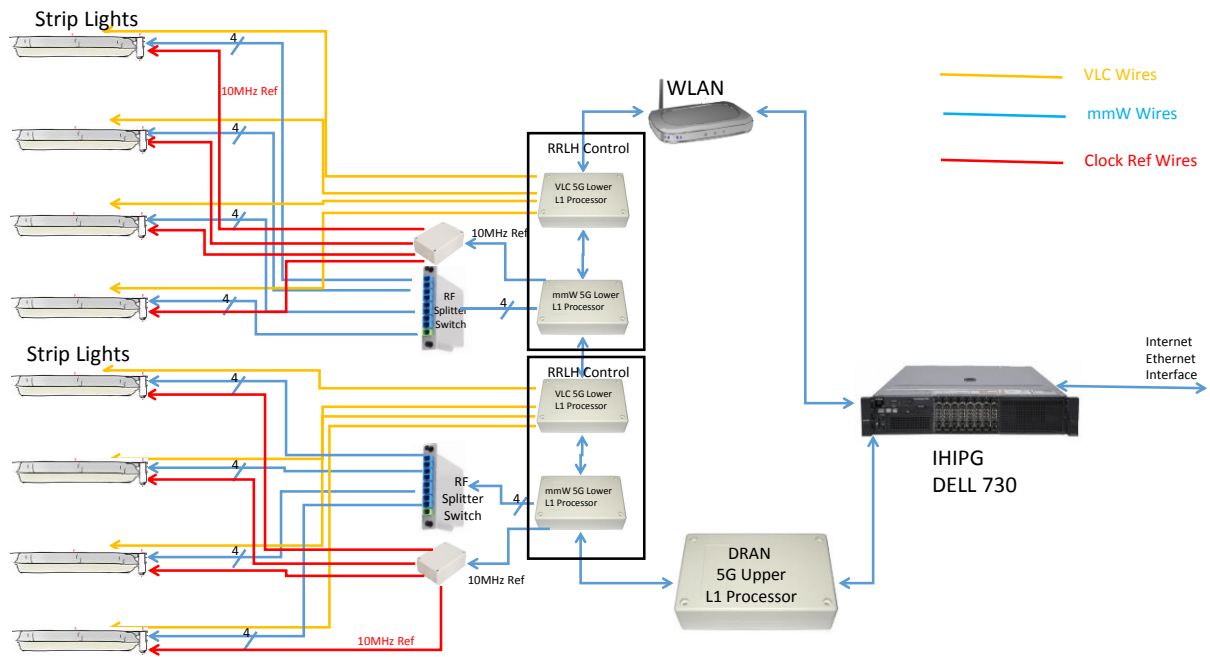 Strip Lights
4
10MHz Ref
4
4
4
Strip Lights
4
4
4
4
10MHz Ref
10MHz Ref
RF
Splitter
Switch
4
RRLH Control
VLC 5G Lower
L1 Processor
mmW 5G Lower
L1 Processor
RRLH Control
VLC 5G Lower
L1 Processor
mmW 5G Lower
L1 Processor
RF
Splitter
Switch
4
10MHz Ref
WLAN
VLC Wires
mmW Wires
Clock Ref Wires
Internet
Ethernet
Interface
IHIPG
DELL 730
DRAN
5G Upper
L1 Processor